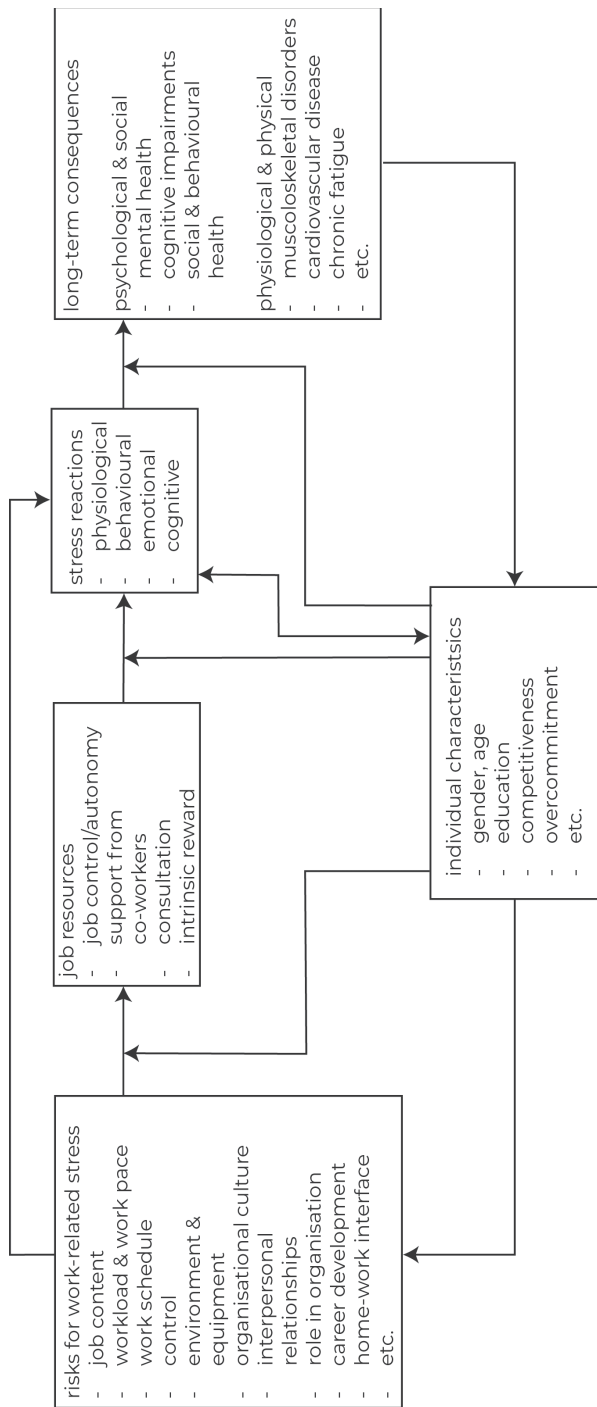 risks for work-related stress
- job content
- workload & work pace
- work schedule
- control
- environment &
equipment
- organisational culture
- interpersonal
relationships
- role in organisation
- career development
- home-work interface
- etc.
job resources
- job control/autonomy
- support from
co-workers
- consultation
- intrinsic reward
stress reactions
- physiological
- behavioural
- emotional
- cognitive
long-term consequences
psychological & social
- mental health
- cognitive impairments
- social & behavioural
health
physiological & physical
- muscoloskeletal disorders
- cardiovascular disease
- chronic fatigue
- etc.
individual characteristsics
- gender, age
- education
- competitiveness
- overcommitment
- etc.